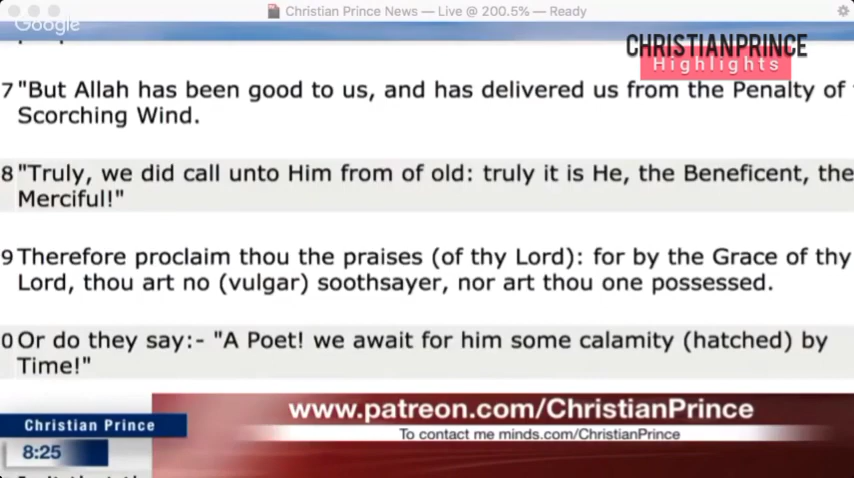 Christian Prince News — Live @ 200.5% — Ready
Google
CHRISTIANPRINCE
Highlights
7 "But Allah has been good to us, and has delivered us from the Penalty of
Scorching Wind.
8 "Truly, we did call unto Him from of old: truly it is He, the Beneficent, the
Merciful!"
9 Therefore proclaim thou the praises (of thy Lord): for by the Grace of thy
Lord, thou art no (vulgar) soothsayer, nor art thou one possessed.
0 Or do they say:- "A Poet! we await for him some calamity (hatched) by
Time!"
www.patreon.com/ChristianPrince
Christian Prince
To contact me minds.com/ChristianPrince
8:25